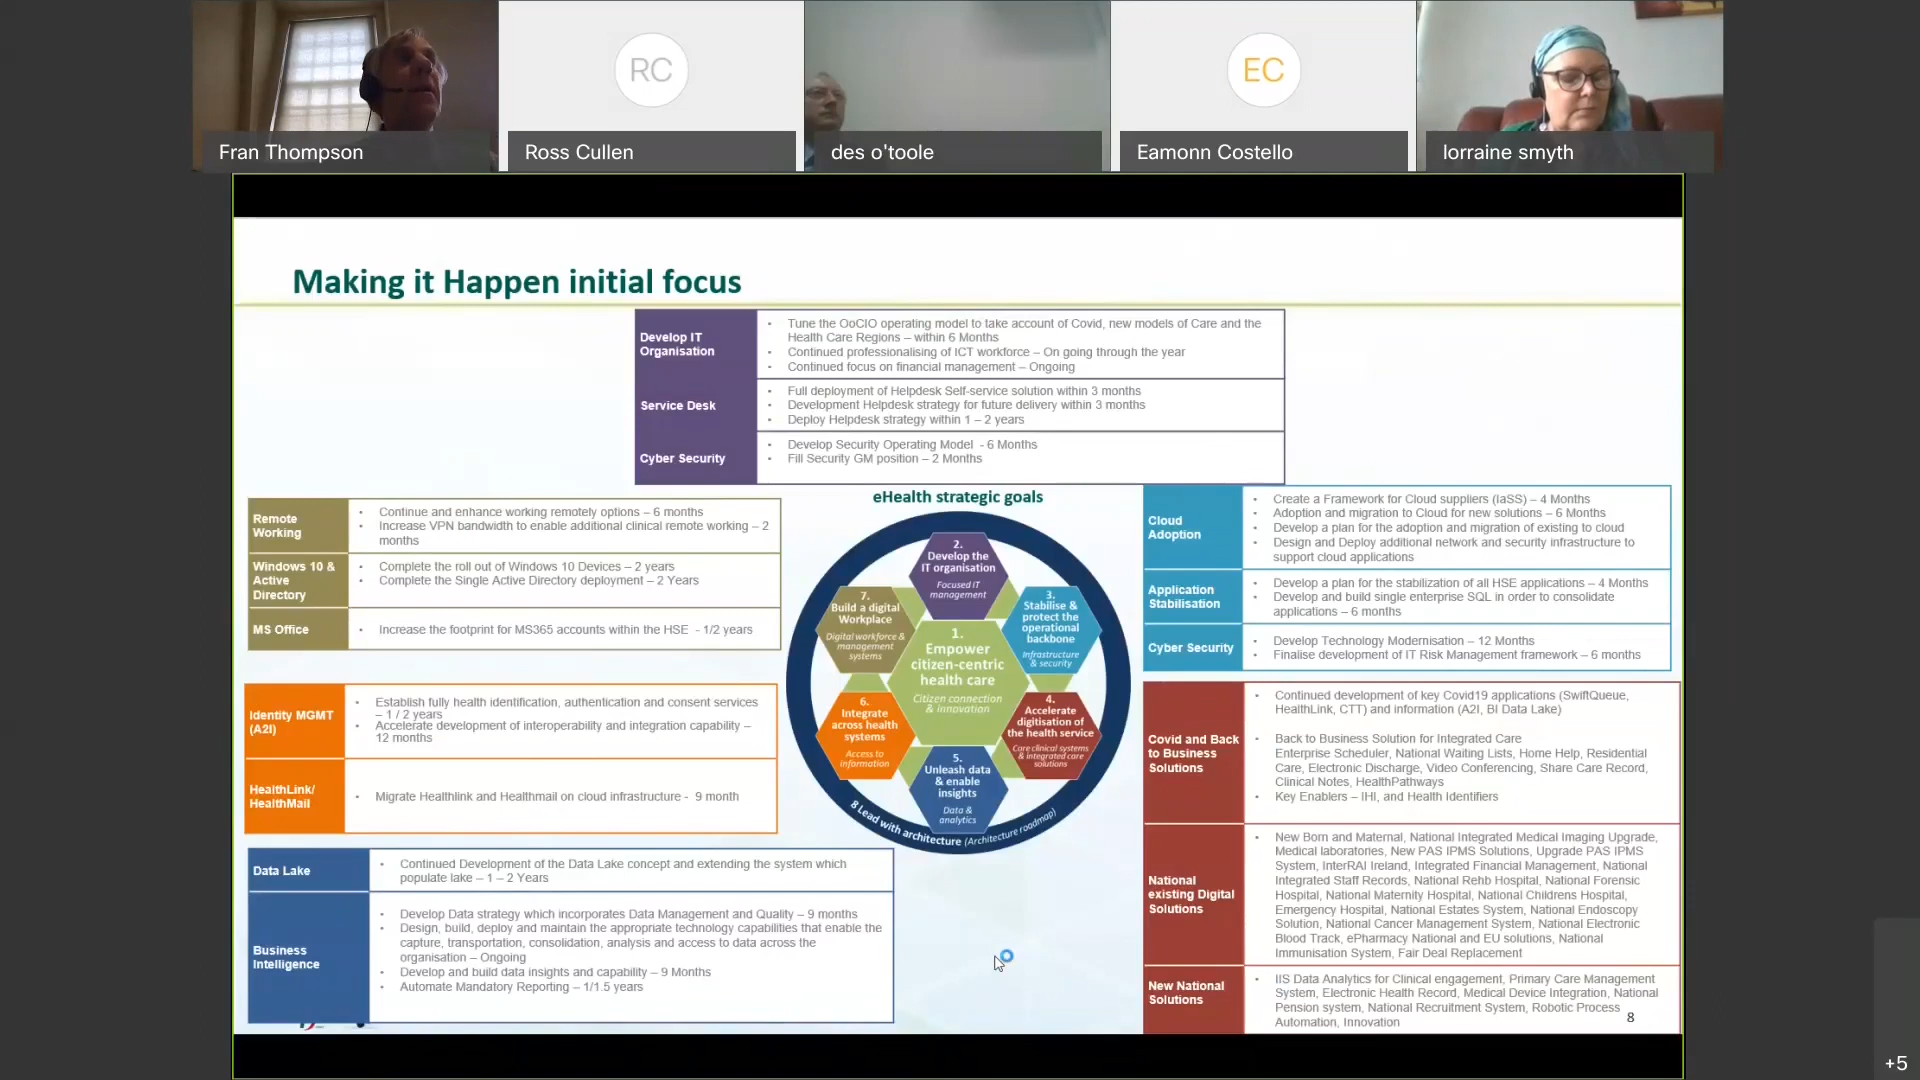 Fran Thompson
RC
Ross Cullen
des o'toole
EC
Eamonn Costello
lorraine smyth
Making it Happen initial focus
Develop IT
Organisation
• Tune the OoCIO operating model to take account of Covid, new models of Care and the
Health Care Regions – within 6 Months
• Continued professionalising of ICT workforce – On going through the year
• Continued focus on financial management – Ongoing
Service Desk
• Full deployment of Helpdesk Self-service solution within 3 months
• Development Helpdesk strategy for future delivery within 3 months
• Deploy Helpdesk strategy within 1 – 2 years
Cyber Security
• Develop Security Operating Model - 6 Months
• Fill Security GM position – 2 Months
Remote
Working
• Continue and enhance working remotely options – 6 months
• Increase VPN bandwidth to enable additional clinical remote working – 2
months
Windows 10 &
Active
Directory
• Complete the roll out of Windows 10 Devices – 2 years
• Complete the Single Active Directory deployment – 2 Years
MS Office
• Increase the footprint for MS365 accounts within the HSE - 1/2 years
Identity MGMT
(A2I)
• Establish fully health identification, authentication and consent services
– 1 / 2 years
• Accelerate development of interoperability and integration capability –
12 months
HealthLink/
HealthMail
• Migrate Healthlink and Healthmail on cloud infrastructure - 9 month
Data Lake
• Continued Development of the Data Lake concept and extending the system which
populate lake – 1 – 2 Years
Business
Intelligence
• Develop Data strategy which incorporates Data Management and Quality – 9 months
• Design, build, deploy and maintain the appropriate technology capabilities that enable the
capture, transportation, consolidation, analysis and access to data across the
organisation – Ongoing
• Develop and build data insights and capability – 9 Months
• Automate Mandatory Reporting – 1/1.5 years
eHealth strategic goals
2.
Develop the
IT organisation
Focused IT
management
7.
Build a digital
Workplace
Digital workforce &
management
systems
3.
Stabilise &
protect the
operational
backbone
Infrastructure
& security
1.
Empower
citizen-centric
health care
Citizen connection
& innovation
6.
Integrate
across health
systems
Access to
information
4.
Accelerate
digitisation of
the health service
Core clinical systems
& integrated care
solutions
5.
Unleash data
& enable
insights
Data &
analytics
8 Lead with architecture (Architecture roadmap)
Cloud
Adoption
• Create a Framework for Cloud suppliers (IaSS) – 4 Months
• Adoption and migration to Cloud for new solutions – 6 Months
• Develop a plan for the adoption and migration of existing to cloud
• Design and Deploy additional network and security infrastructure to
support cloud applications
Application
Stabilisation
• Develop a plan for the stabilization of all HSE applications – 4 Months
• Develop and build single enterprise SQL in order to consolidate
applications – 6 months
Cyber Security
• Develop Technology Modernisation – 12 Months
• Finalise development of IT Risk Management framework – 6 months
Covid and Back
to Business
Solutions
• Continued development of key Covid19 applications (SwiftQueue,
HealthLink, CTT) and information (A2I, BI Data Lake)
• Back to Business Solution for Integrated Care
Enterprise Scheduler, National Waiting Lists, Home Help, Residential
Care, Electronic Discharge, Video Conferencing, Share Care Record,
Clinical Notes, HealthPathways
• Key Enablers – IHI, and Health Identifiers
National
existing Digital
Solutions
• New Born and Maternal, National Integrated Medical Imaging Upgrade,
Medical laboratories, New PAS IPMS Solutions, Upgrade PAS IPMS
System, InterRAI Ireland, Integrated Financial Management, National
Integrated Staff Records, National Rehb Hospital, National Forensic
Hospital, National Maternity Hospital, National Childrens Hospital,
Emergency Hospital, National Estates System, National Endoscopy
Solution, National Cancer Management System, National Electronic
Blood Track, ePharmacy National and EU solutions, National
Immunisation System, Fair Deal Replacement
New National
Solutions
• IIS Data Analytics for Clinical engagement, Primary Care Management
System, Electronic Health Record, Medical Device Integration, National
Pension system, National Recruitment System, Robotic Process
Automation, Innovation
8
+5